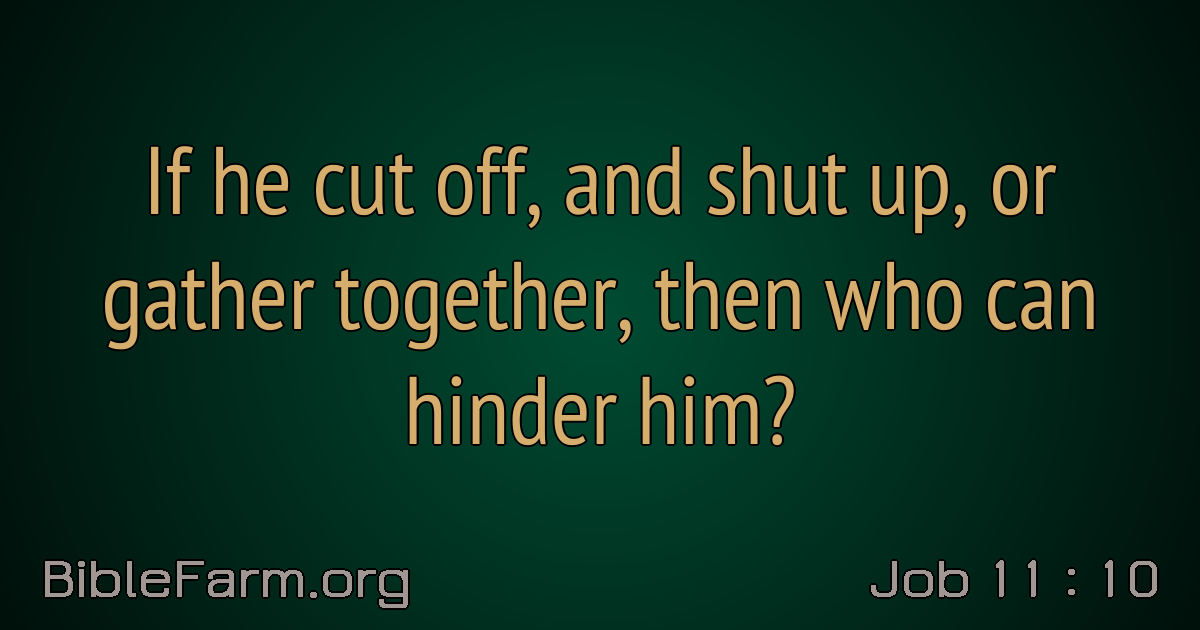 If he cut off, and shut up, or
gather together, then who can
hinder him?
BibleFarm.org
Job 11 : 10